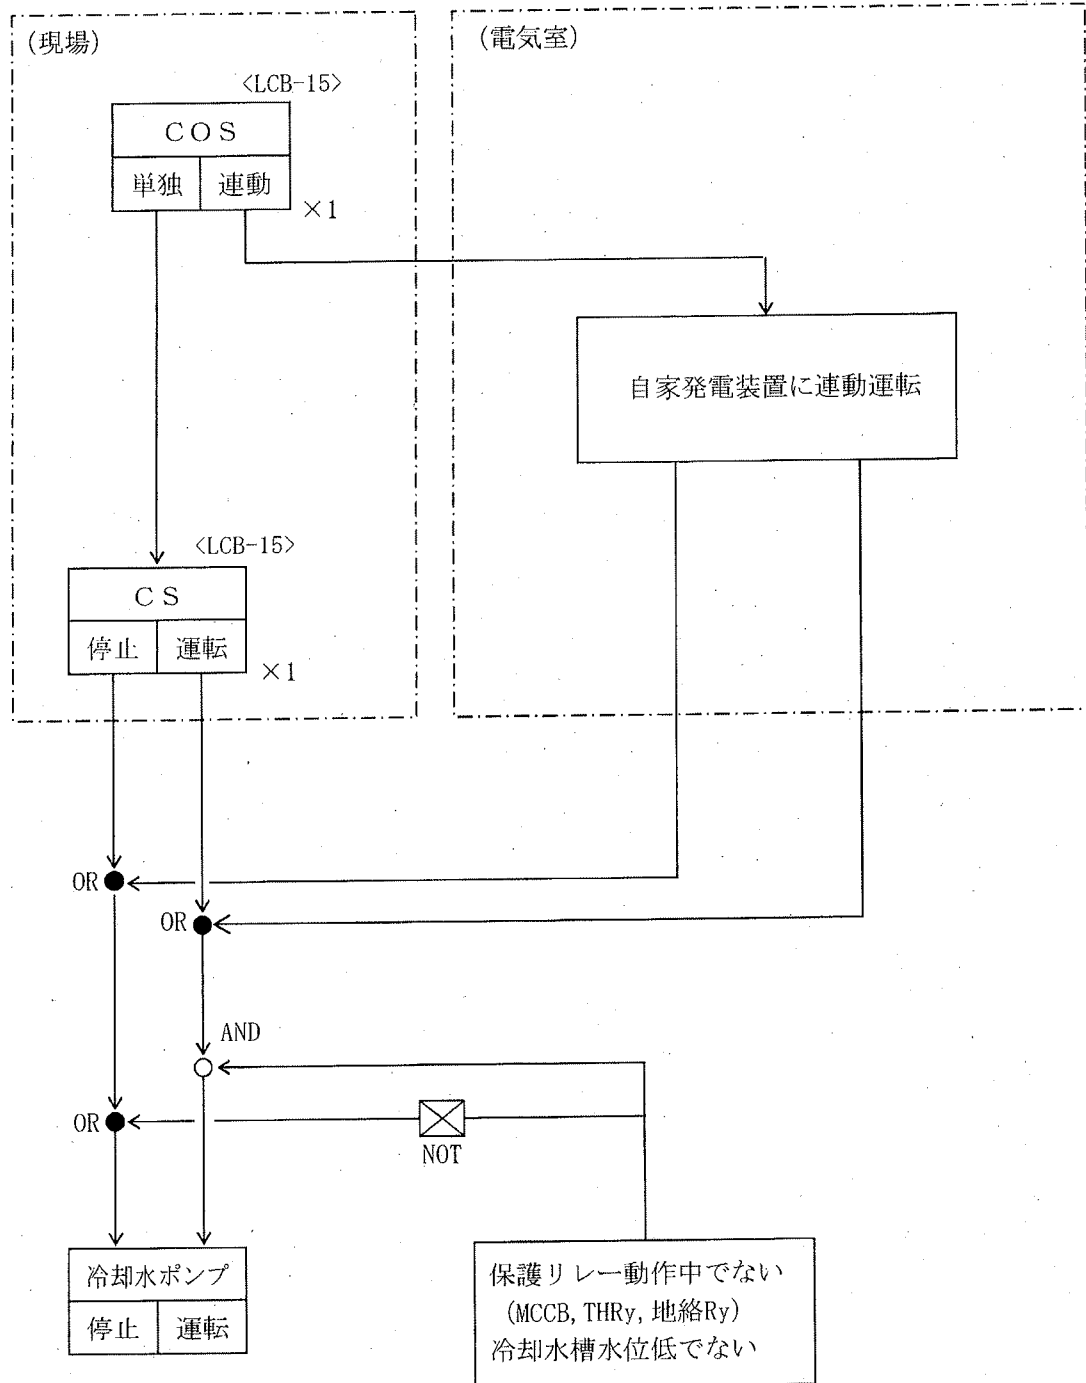 (現場)
(電気室)
<LCB-15>
COS
単独 連動
×1
自家発電装置に連動運転
<LCB-15>
CS
停止 運転
×1
OR
OR
AND
OR
NOT
冷却水ポンプ
停止 運転
保護リレー動作中でない
(MCCB, THRy, 地絡Ry)
冷却水槽水位低でない